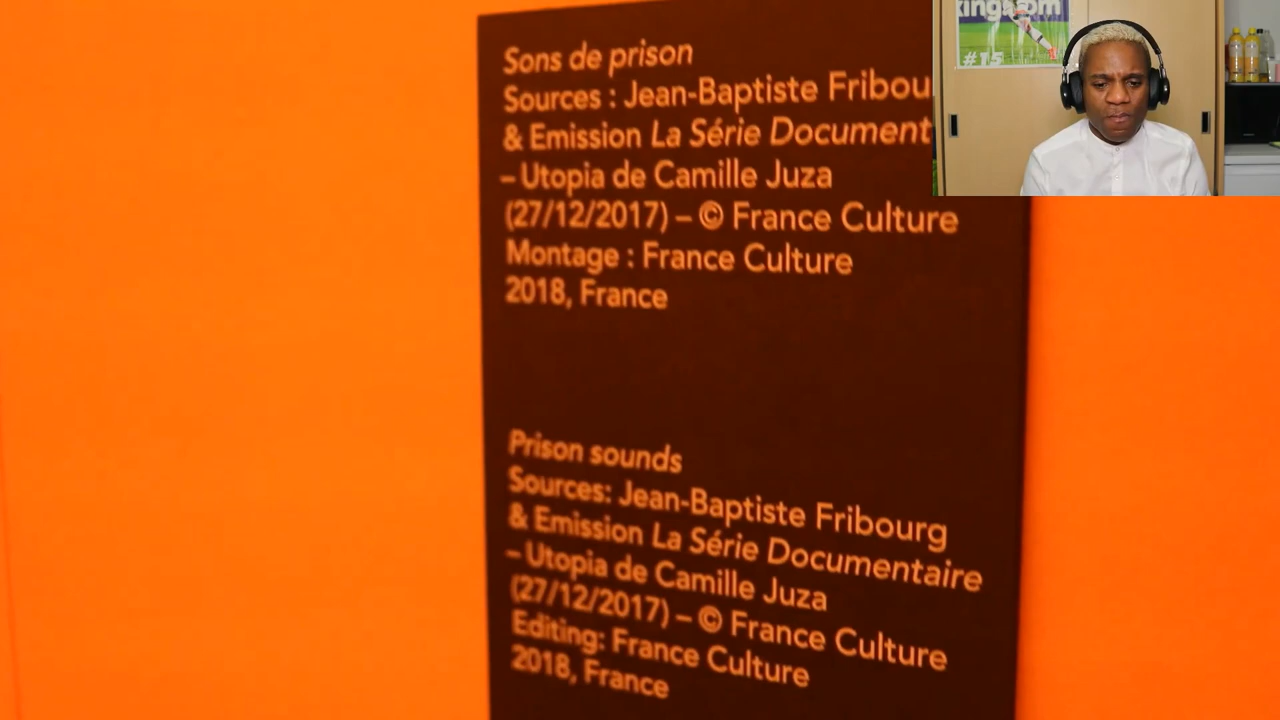 Sons de prison
Sources : Jean-Baptiste Fribou
& Emission La Série Document
– Utopia de Camille Juza
(27/12/2017) – © France Culture
Montage : France Culture
2018, France
Prison sounds
Sources: Jean-Baptiste Fribourg
& Emission La Série Documentaire
– Utopia de Camille Juza
(27/12/2017) – © France Culture
Editing: France Culture
2018, France
#15